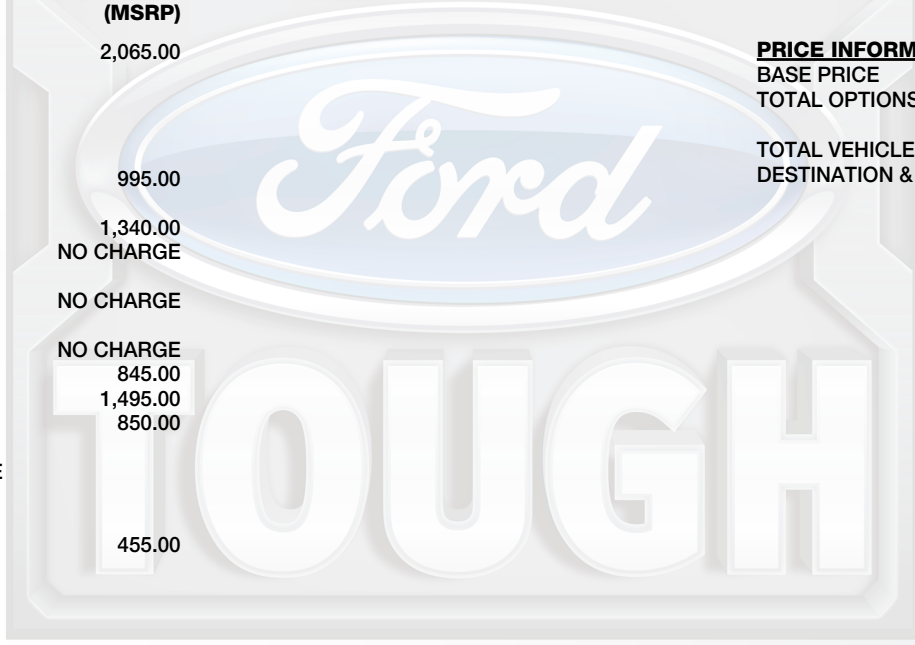 (MSRP)
2,065.00
995.00
1,340.00
NO CHARGE
NO CHARGE
NO CHARGE
845.00
1,495.00
850.00
E
455.00
PRICE INFORM
BASE PRICE
TOTAL OPTIONS
TOTAL VEHICLE
DESTINATION &
Ford
TOUGH